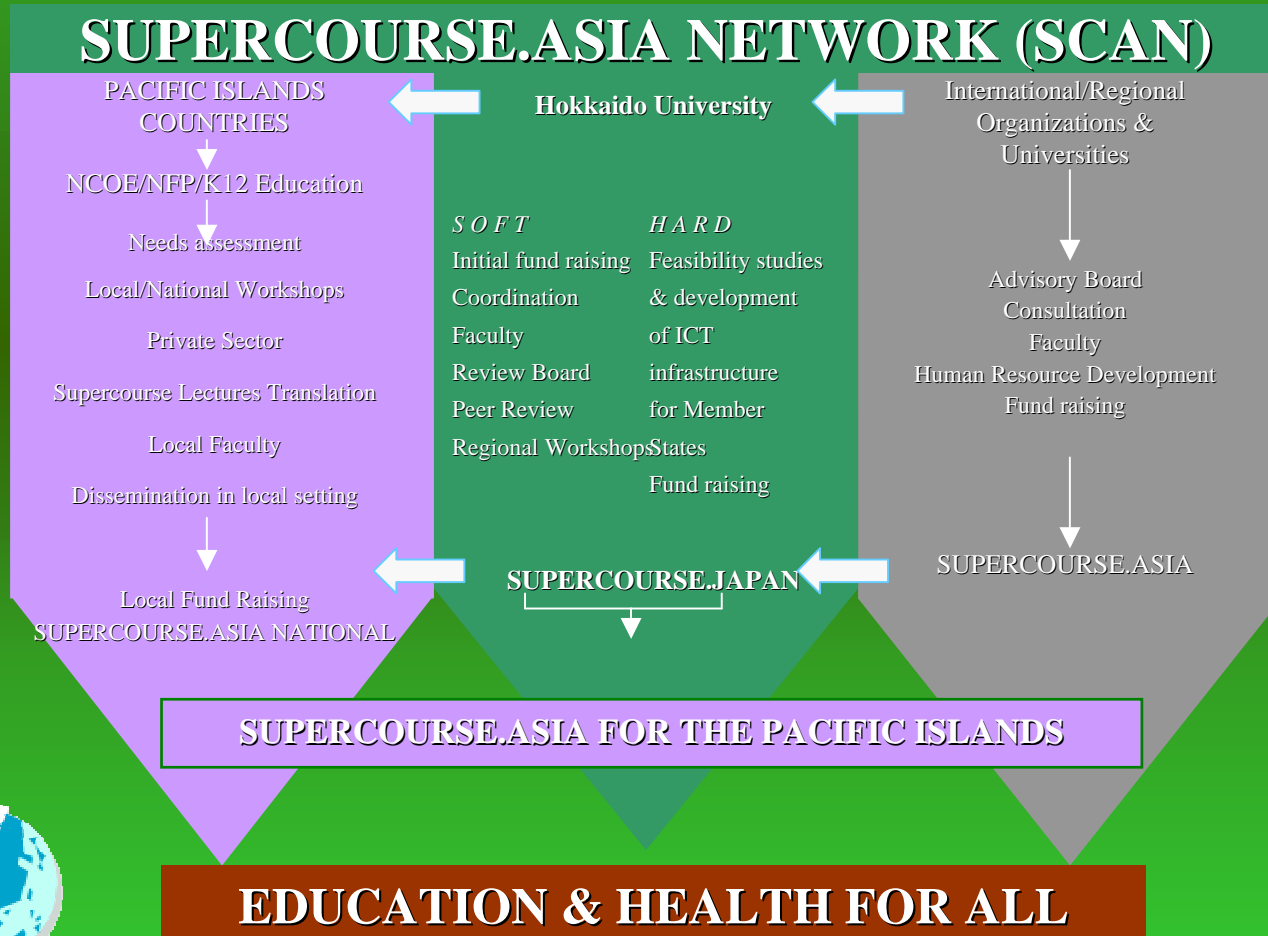 SUPERCOURSE.ASIA NETWORK (SCAN)
PACIFIC ISLANDS
COUNTRIES
NCOE/NFP/K12 Education
Needs assessment
Local/National Workshops
Private Sector
Supercourse Lectures Translation
Local Faculty
Dissemination in local setting
Local Fund Raising
SUPERCOURSE.ASIA NATIONAL
Hokkaido University
SOFT
Initial fund raising
Coordination
Faculty
Review Board
Peer Review
Regional Workshops
HARD
Feasibility studies
& development
of ICT
infrastructure
for Member
States
Fund raising
SUPERCOURSE.JAPAN
International/Regional
Organizations &
Universities
Advisory Board
Consultation
Faculty
Human Resource Development
Fund raising
SUPERCOURSE.ASIA
SUPERCOURSE.ASIA FOR THE PACIFIC ISLANDS
EDUCATION & HEALTH FOR ALL